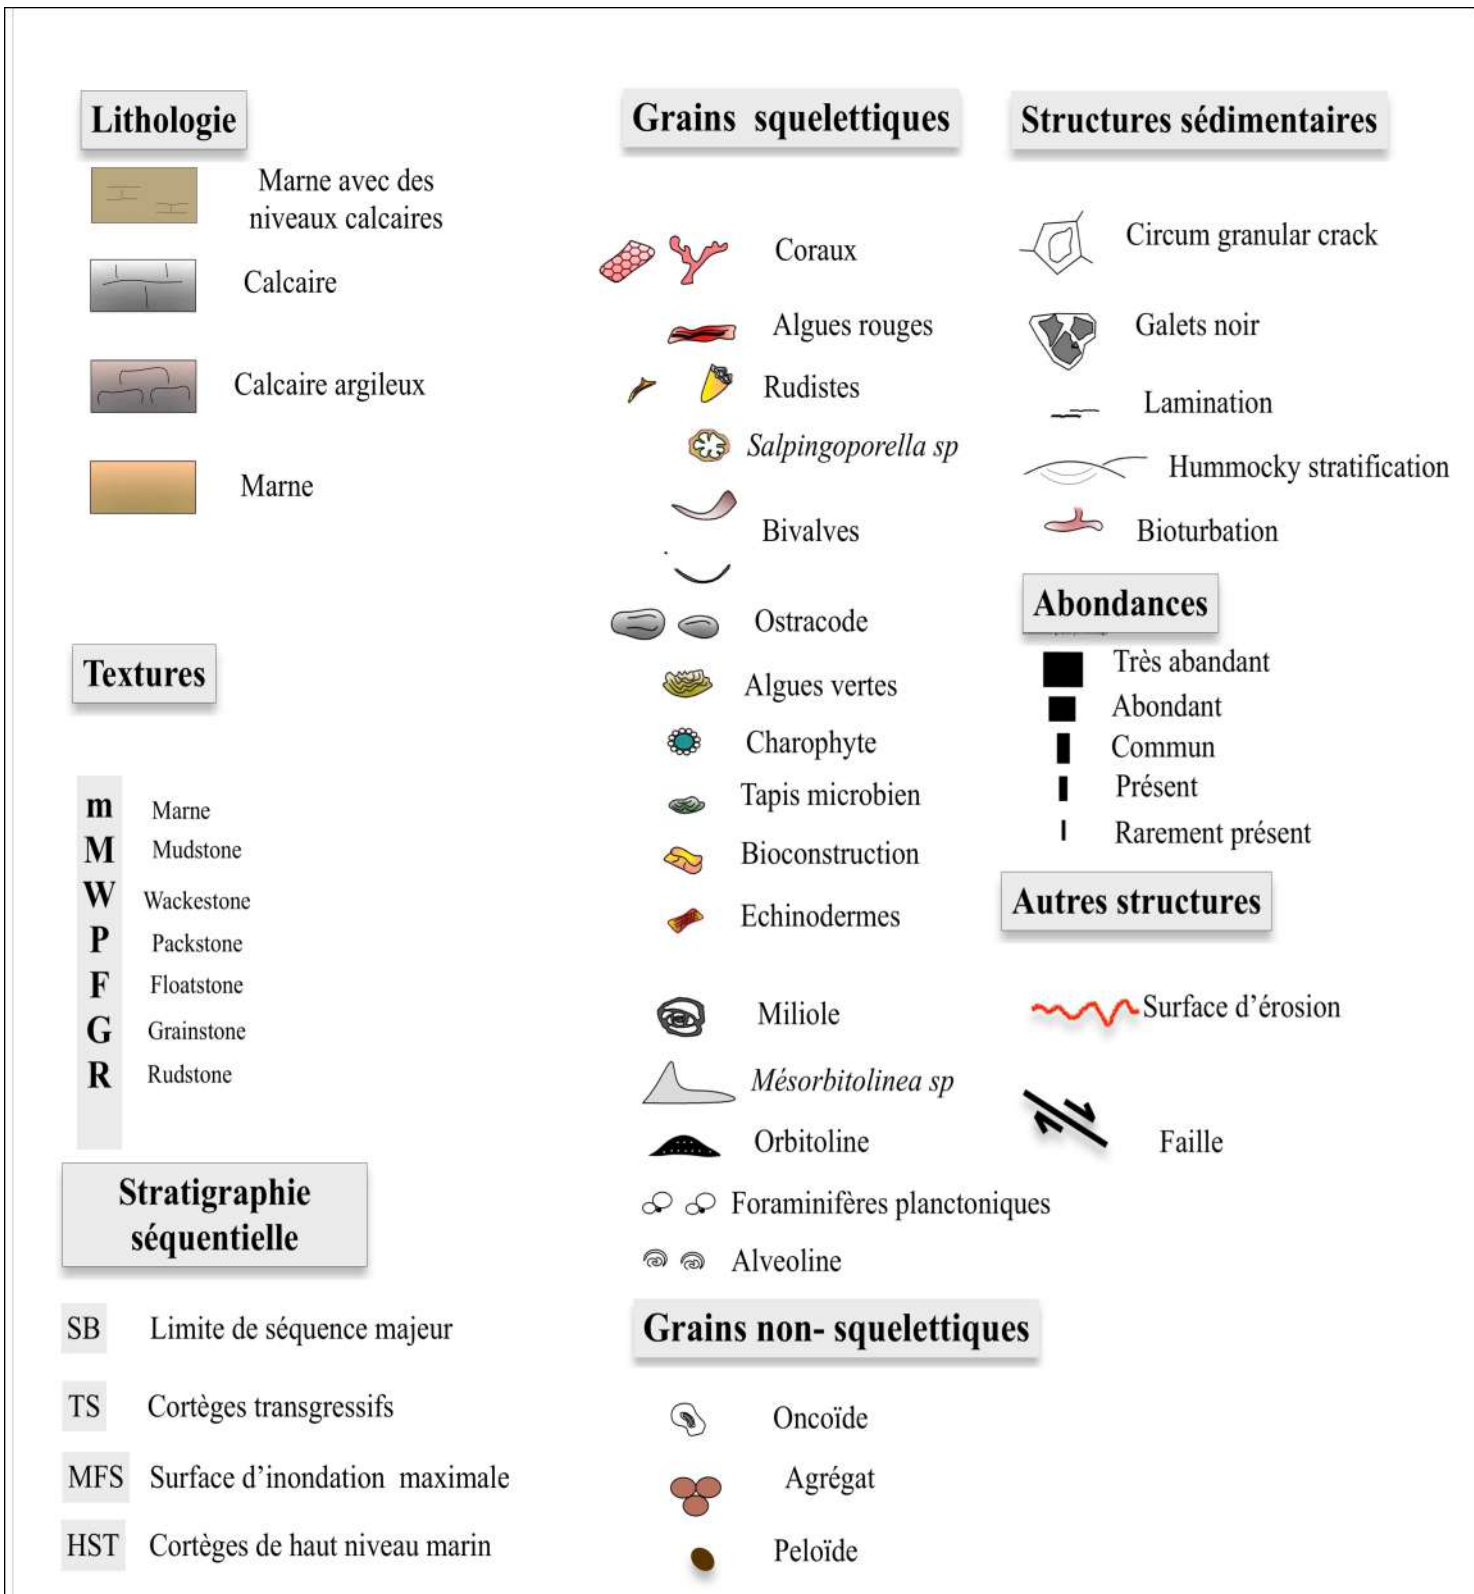 Lithologie
Marne avec des
niveaux calcaires
Calcaire
Calcaire argileux
Marne
Textures
m Marne
M Mudstone
W Wackestone
P Packstone
F Floatstone
G Grainstone
R Rudstone
Stratigraphie
séquentielle
SB Limite de séquence majeur
TS Cortèges transgressifs
MFS Surface d’inondation maximale
HST Cortèges de haut niveau marin
Grains squelettiques
Coraux
Algues rouges
Rudistes
Salpingoporella sp
Bivalves
Ostracode
Algues vertes
Charophyte
Tapis microbien
Bioconstruction
Echinodermes
Miliole
Mésorbitolinea sp
Orbitoline
Foraminifères planctoniques
Alveoline
Grains non- squelettiques
Oncoïde
Agrégat
Peloïde
Structures sédimentaires
Circum granular crack
Galets noir
Lamination
Hummocky stratification
Bioturbation
Abondances
Très abandant
Abondant
Commun
Présent
Rarement présent
Autres structures
Surface d’érosion
Faille